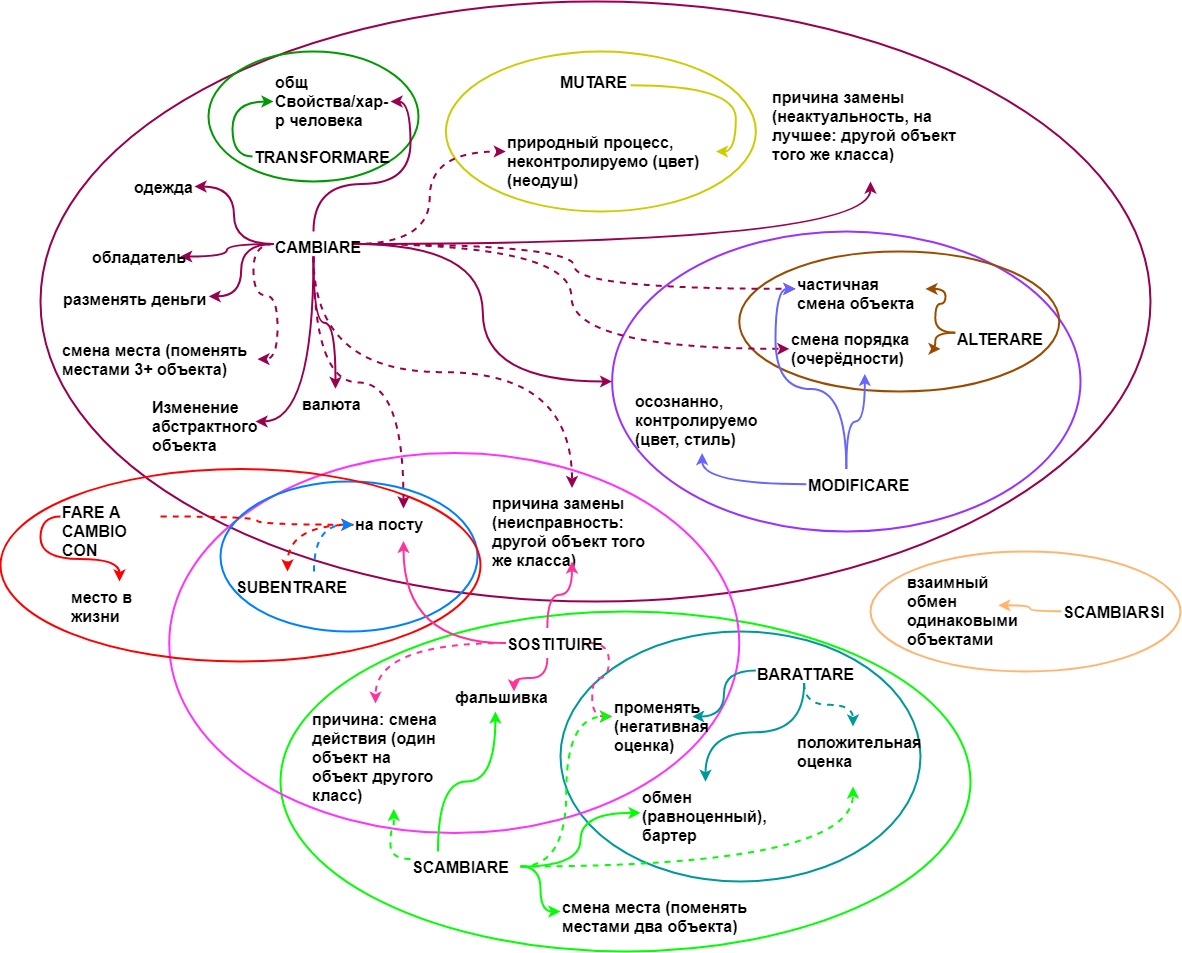 общ
Свойства/хар-
р человека
TRANSFORMARE
MUTARE
природный процесс,
неконтролируемо (цвет)
(неодуш)
причина замены
(неактуальность, на
лучшее: другой объект
того же класса)
одежда
CAMBIARE
обладатель
разменять деньги
смена места (поменять
местами 3+ объекта)
Изменение
абстрактного
объекта
валюта
частичная
смена объекта
смена порядка
(очерёдности)
ALTERARE
осознанно,
контролируемо
(цвет, стиль)
MODIFICARE
FARE A
CAMBIO
CON
на посту
SUBENTRARE
место в
жизни
причина замены
(неисправность:
другой объект того
же класса)
взаимный
обмен
одинаковыми
объектами
SCAMBIARSI
SOSTITUIRE
фальшивка
причина: смена
действия (один
объект на
объект другого
класс)
BARATTARE
променять
(негативная
оценка)
положительная
оценка
обмен
(равноценный),
бартер
SCAMBIARE
смена места (поменять
местами два объекта)